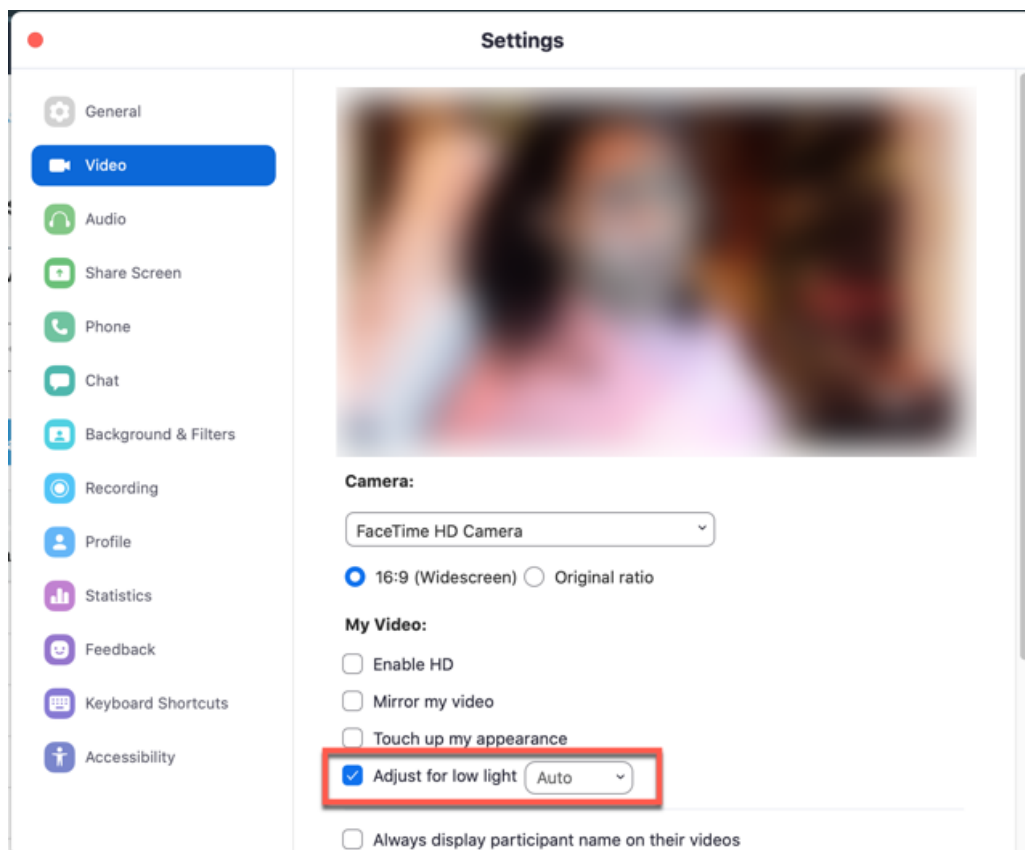 Settings
General
Video
Audio
Share Screen
Phone
Chat
Background & Filters
Recording
Profile
Statistics
Feedback
Keyboard Shortcuts
Accessibility
Camera:
FaceTime HD Camera
16:9 (Widescreen) Original ratio
My Video:
Enable HD
Mirror my video
Touch up my appearance
Adjust for low light Auto
Always display participant name on their videos